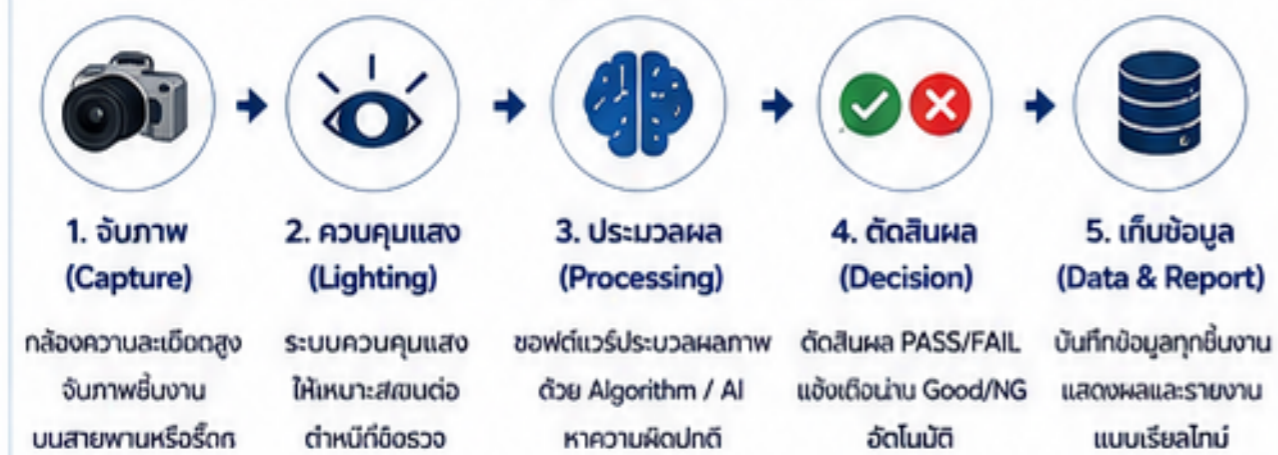 1. จับภาพ
(Capture)
กล้องความละเอียดสูง
จับภาพชิ้นงาน
บนสายพานหรือ
2. ควบคุมแสง
(Lighting)
ระบบควบคุมแสง
ให้เหมาะ
ตำหนิที่
3. ประมวลผล
(Processing)
ซอฟต์แวร์ประมวลผลภาพ
ด้วย Algorithm / AI
หาความผิดปกติ
4. ตัดสินผล
(Decision)
ตัดสินผล PASS/FAIL
Good/NG
อัตโนมัติ
5. เก็บข้อมูล
(Data & Report)
บันทึกข้อมูลทุกชิ้นงาน
แสดงผลและรายงาน
แบบเรียลไทม์